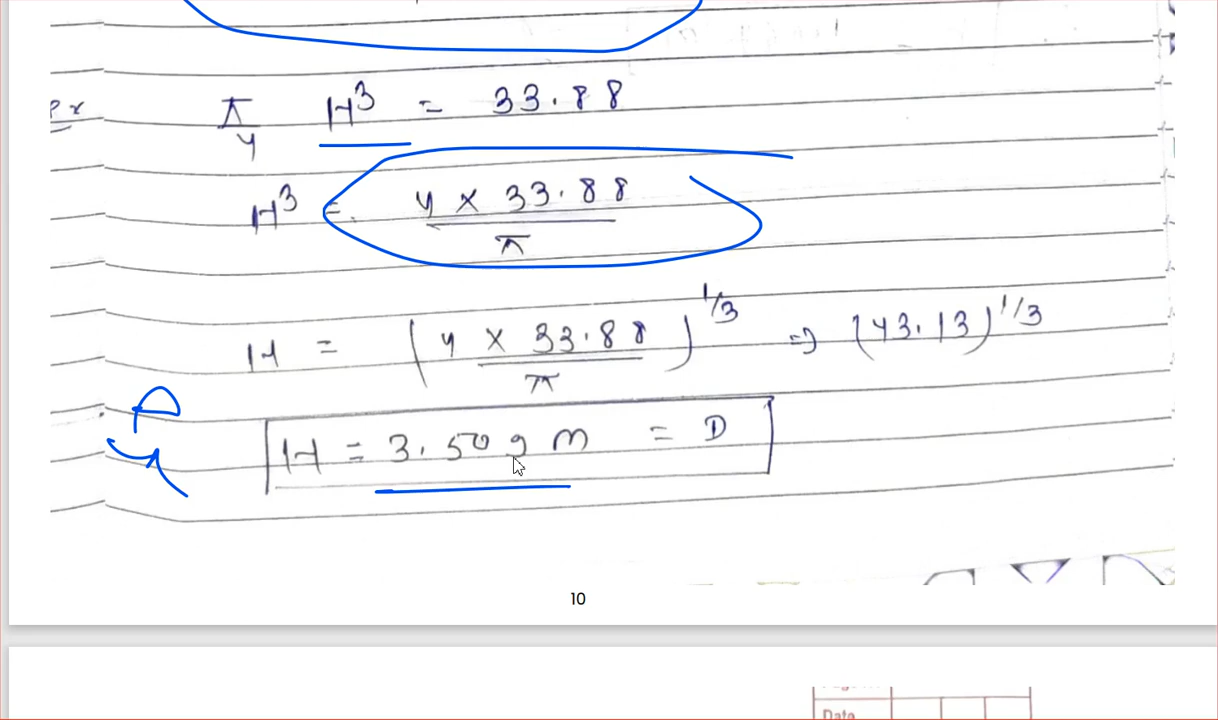 π/4 H³ = 33.88
H³ = 4 × 33.88 / π
H = (4 × 33.88 / π)^1/3 ⇒ (43.13)^1/3
H = 3.509 m = D
10
Date